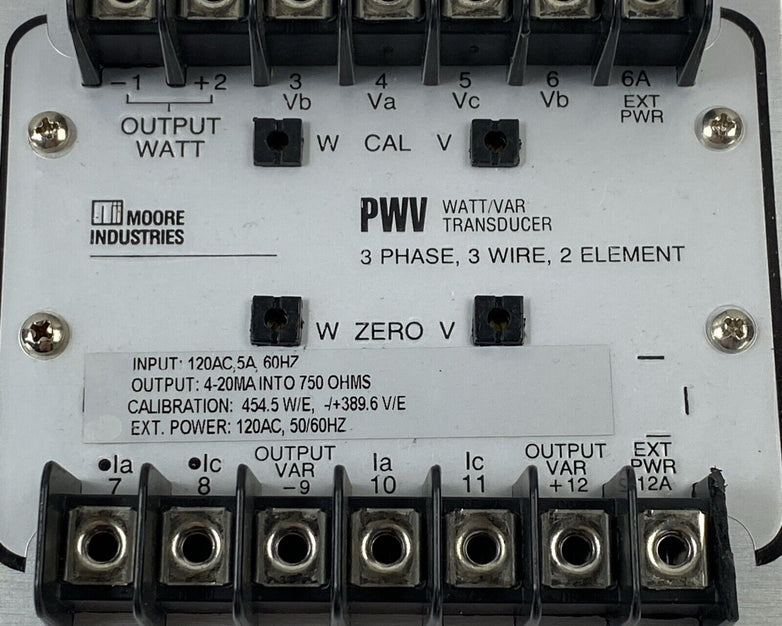 -1 +2 3 4 5 6 6A
OUTPUT WATT Vb Va Vc Vb EXT PWR
W CAL V
MOORE
INDUSTRIES
PWV WATT/VAR
TRANSDUCER
3 PHASE, 3 WIRE, 2 ELEMENT
W ZERO V
INPUT: 120AC,5A, 60HZ
OUTPUT: 4-20MA INTO 750 OHMS
CALIBRATION: 454.5 W/E, -/+389.6 V/E
EXT. POWER: 120AC, 50/60HZ
•Ia •Ic OUTPUT VAR Ia Ic OUTPUT VAR EXT PWR
7 8 -9 10 11 +12 12A